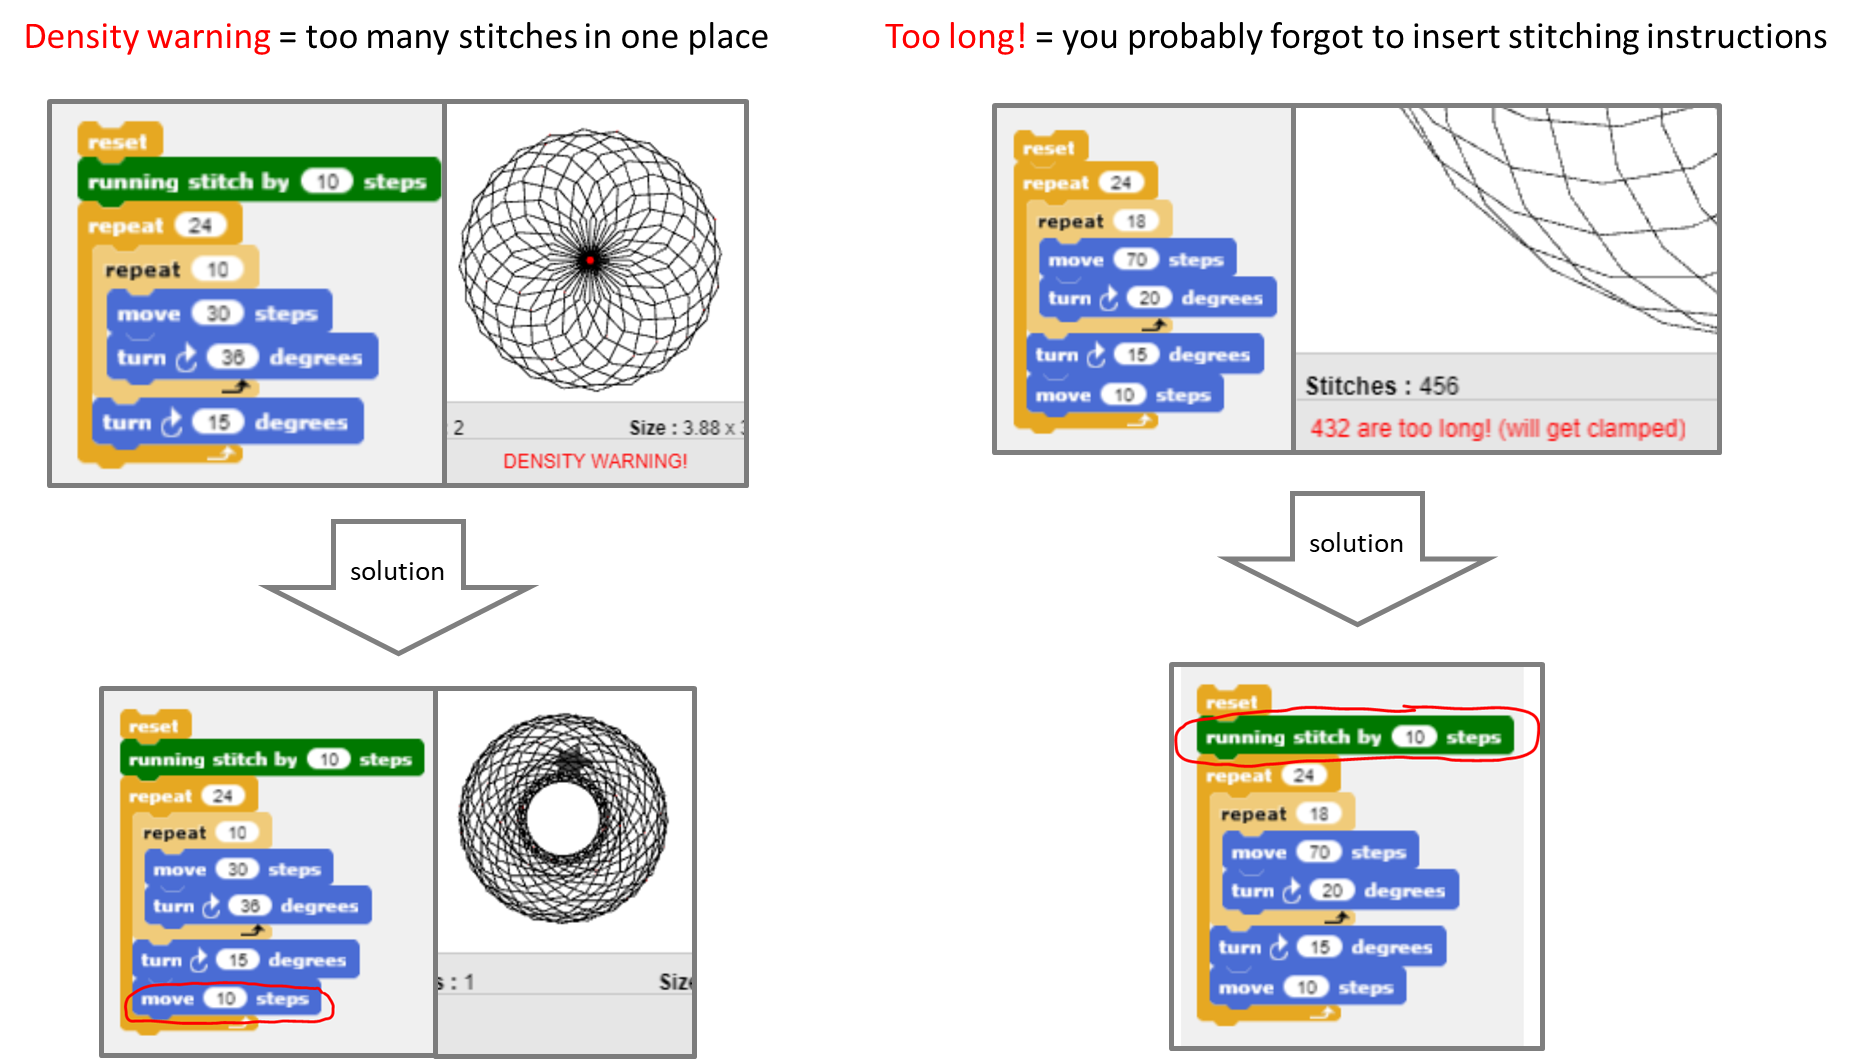 Density warning = too many stitches in one place
reset
running stitch by 10 steps
repeat 24
repeat 10
move 30 steps
turn 36 degrees
turn 15 degrees
: 2 Size : 3.88 x
DENSITY WARNING!
solution
reset
running stitch by 10 steps
repeat 24
repeat 10
move 30 steps
turn 36 degrees
turn 15 degrees
move 10 steps
s : 1 Size
Too long! = you probably forgot to insert stitching instructions
reset
repeat 24
repeat 18
move 70 steps
turn 20 degrees
turn 15 degrees
move 10 steps
Stitches : 456
432 are too long! (will get clamped)
solution
reset
running stitch by 10 steps
repeat 24
repeat 18
move 70 steps
turn 20 degrees
turn 15 degrees
move 10 steps